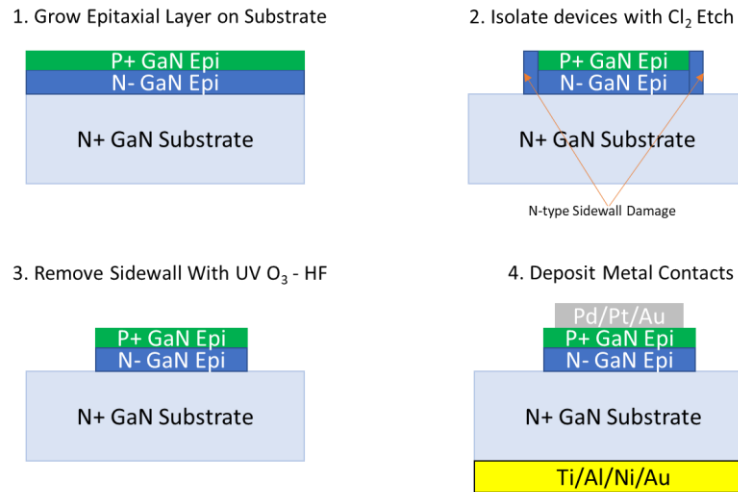 1. Grow Epitaxial Layer on Substrate
P+ GaN Epi
N- GaN Epi
N+ GaN Substrate
2. Isolate devices with Cl₂ Etch
P+ GaN Epi
N- GaN Epi
N+ GaN Substrate
N-type Sidewall Damage
3. Remove Sidewall With UV O₃ - HF
P+ GaN Epi
N- GaN Epi
N+ GaN Substrate
4. Deposit Metal Contacts
Pd/Pt/Au
P+ GaN Epi
N- GaN Epi
N+ GaN Substrate
Ti/Al/Ni/Au